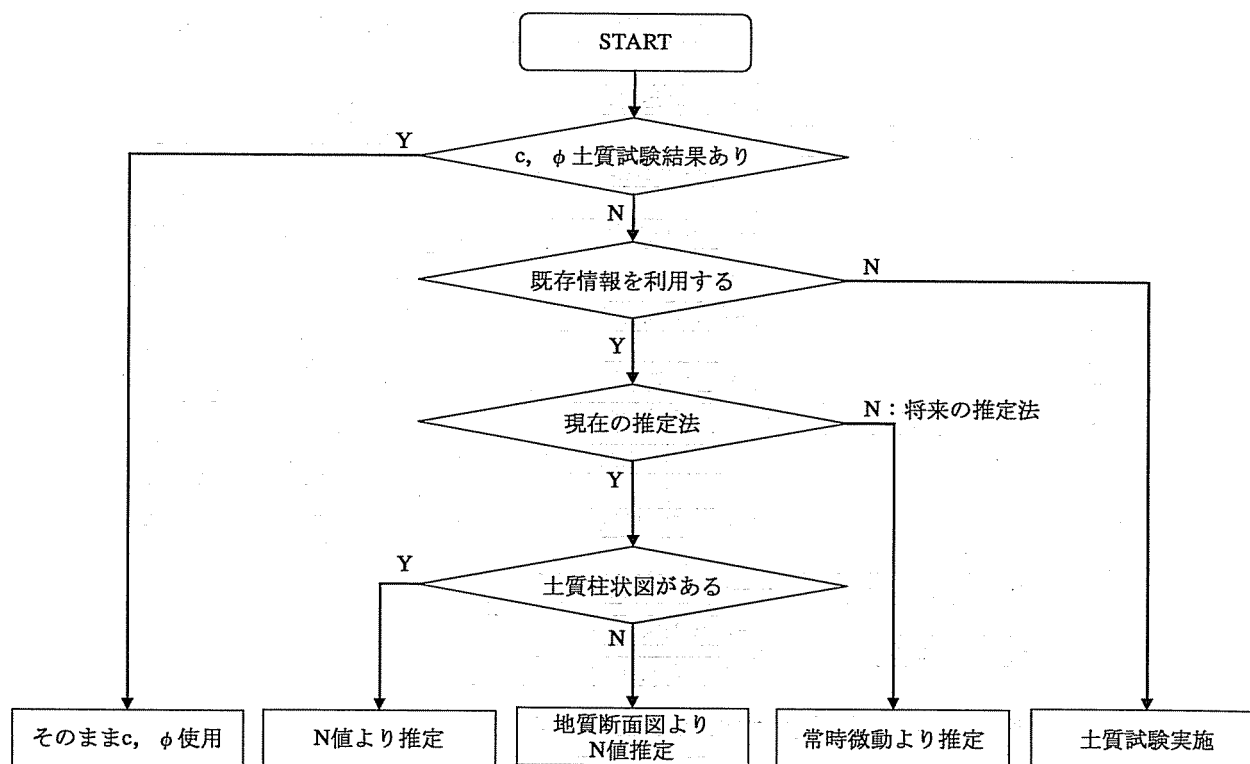 START
Y
c, φ土質試験結果あり
N
既存情報を利用する
N
Y
現在の推定法
N：将来の推定法
Y
Y
土質柱状図がある
N
そのままc, φ使用
N値より推定
地質断面図より
N値推定
常時微動より推定
土質試験実施